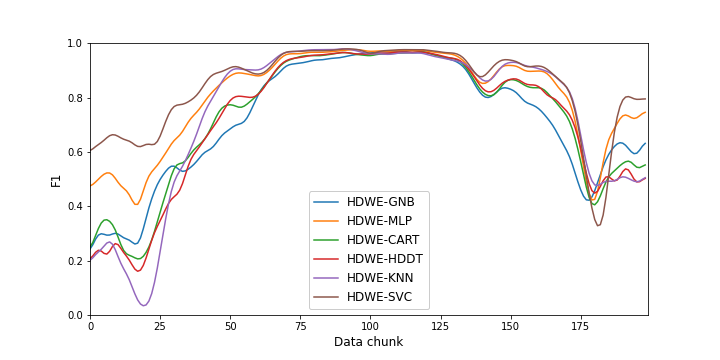 1.0
0.8
0.6
0.4
0.2
0.0
F1
0
25
50
75
100
125
150
175
Data chunk
HDWE-GNB
HDWE-MLP
HDWE-CART
HDWE-HDDT
HDWE-KNN
HDWE-SVC